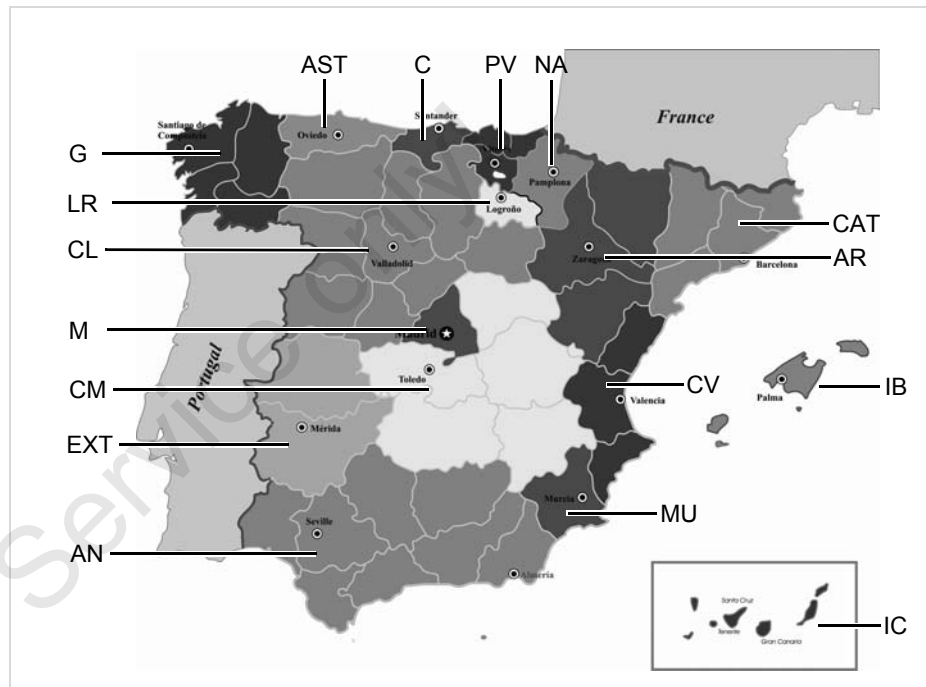 AST C PV NA
France
Santander
Santiago de
Compostela
Oviedo
G
Pamplona
LR
Logroño
CAT
CL
Valladolid
Zaragoza
AR
Barcelona
M
Madrid
Portugal
Toledo
CM
CV
Valencia
Palma
IB
Mérida
EXT
Murcia
MU
Seville
AN
Almería
Santa Cruz
Tenerife
Gran Canaria
IC
Service only